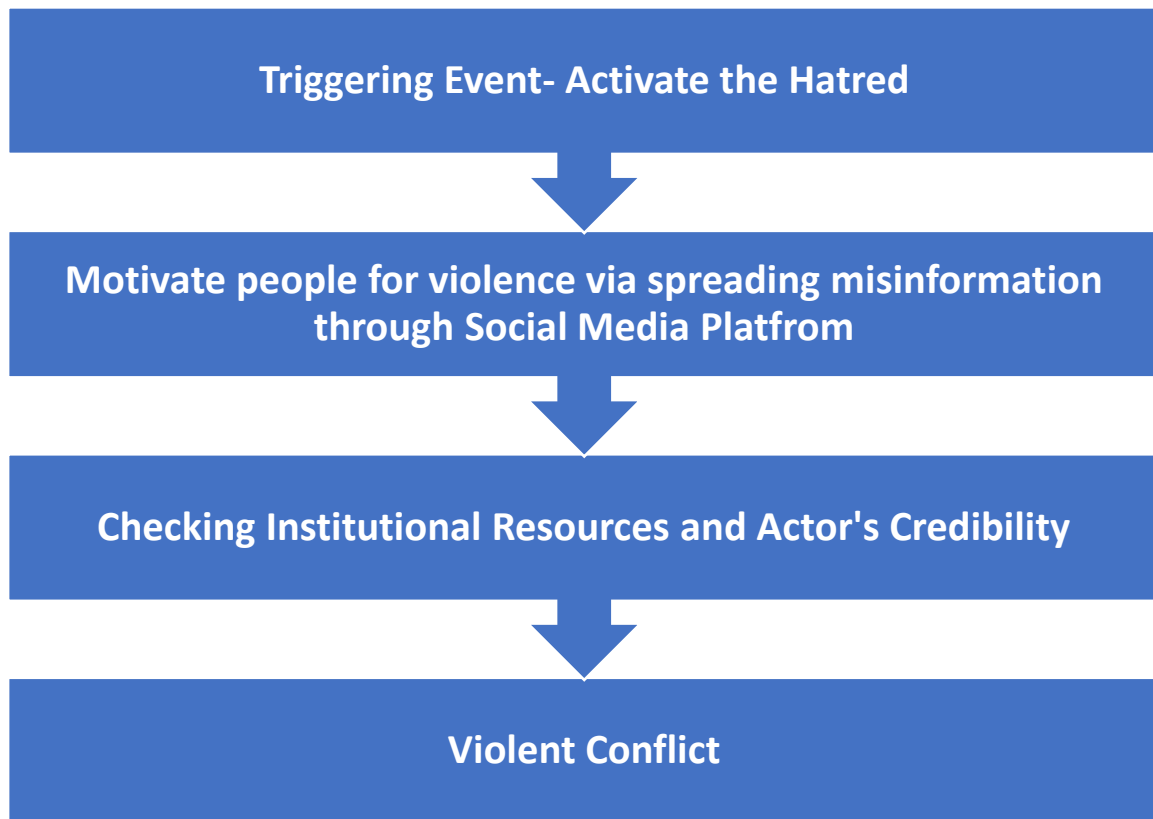 Triggering Event- Activate the Hatred
Motivate people for violence via spreading misinformation
through Social Media Platfrom
Checking Institutional Resources and Actor's Credibility
Violent Conflict